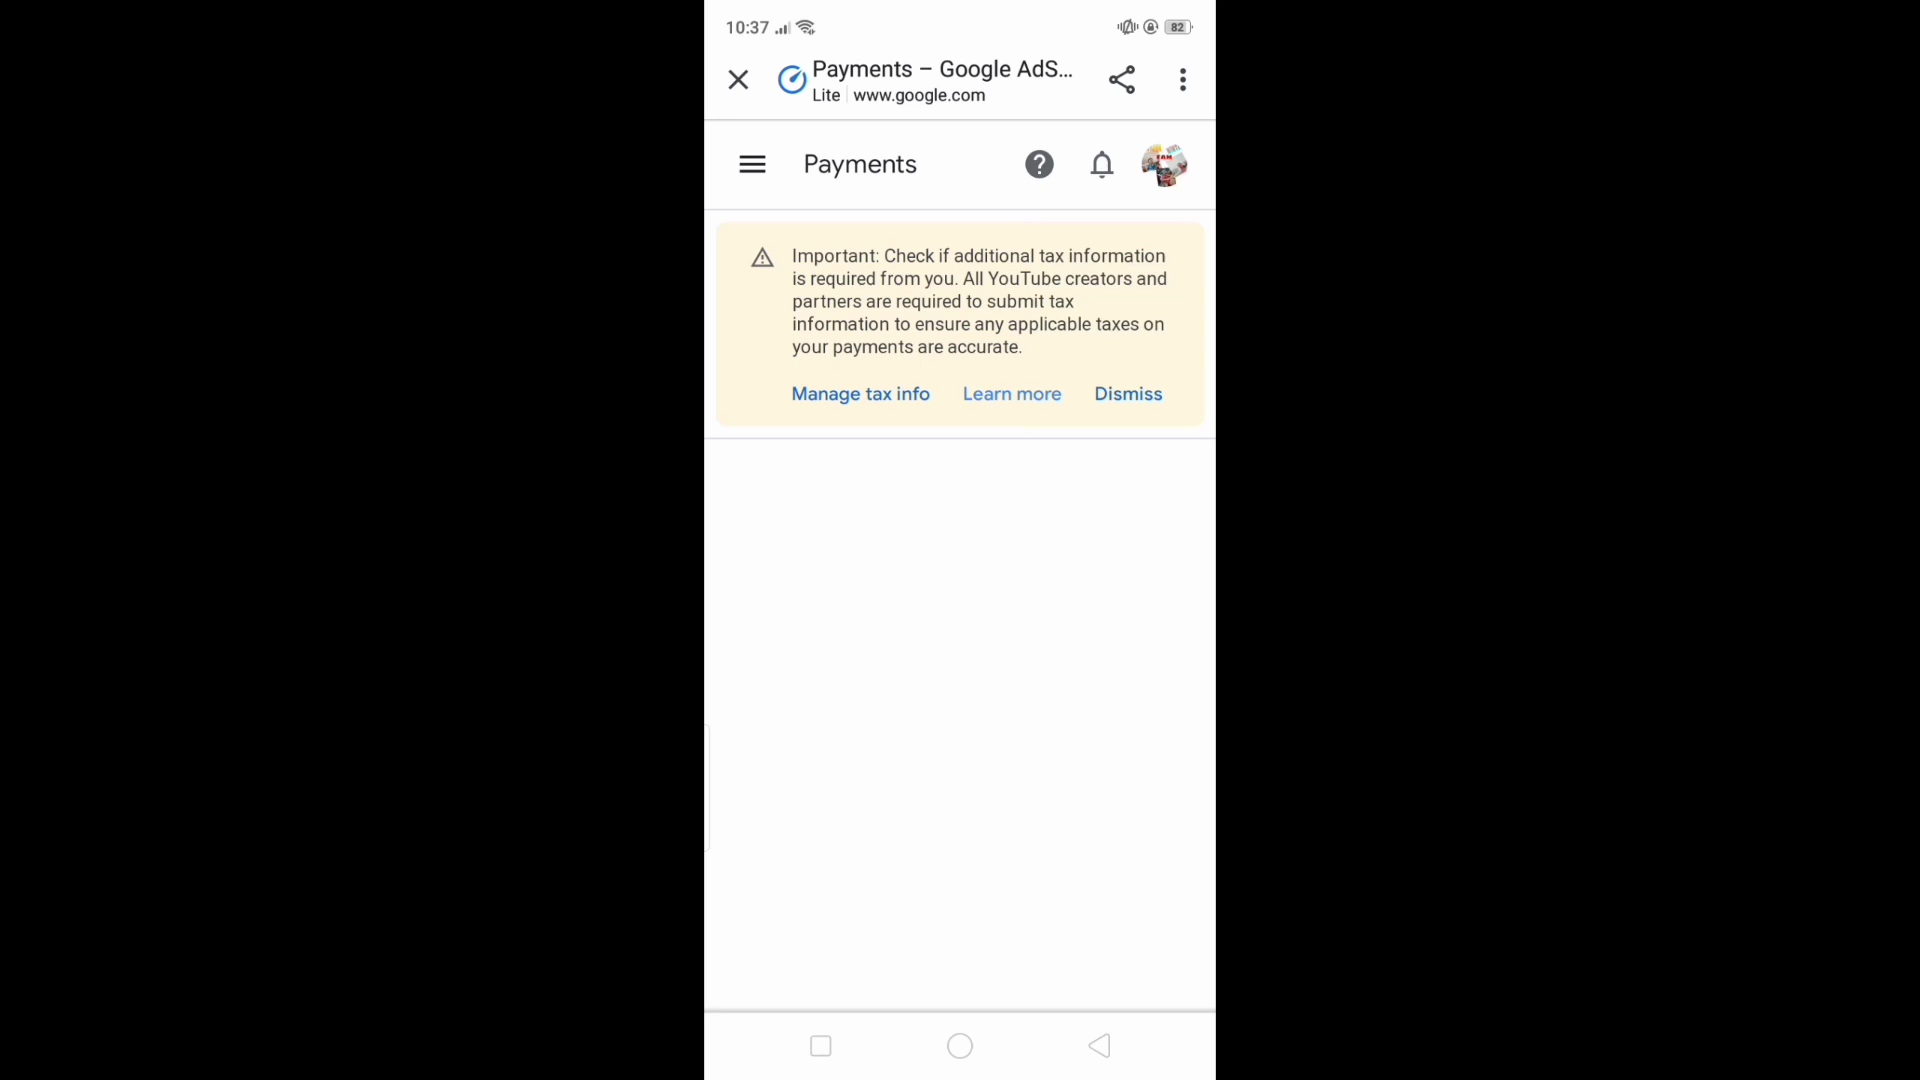 10:37
82
Payments – Google AdS...
Lite www.google.com
Payments
Important: Check if additional tax information
is required from you. All YouTube creators and
partners are required to submit tax
information to ensure any applicable taxes on
your payments are accurate.
Manage tax info Learn more Dismiss